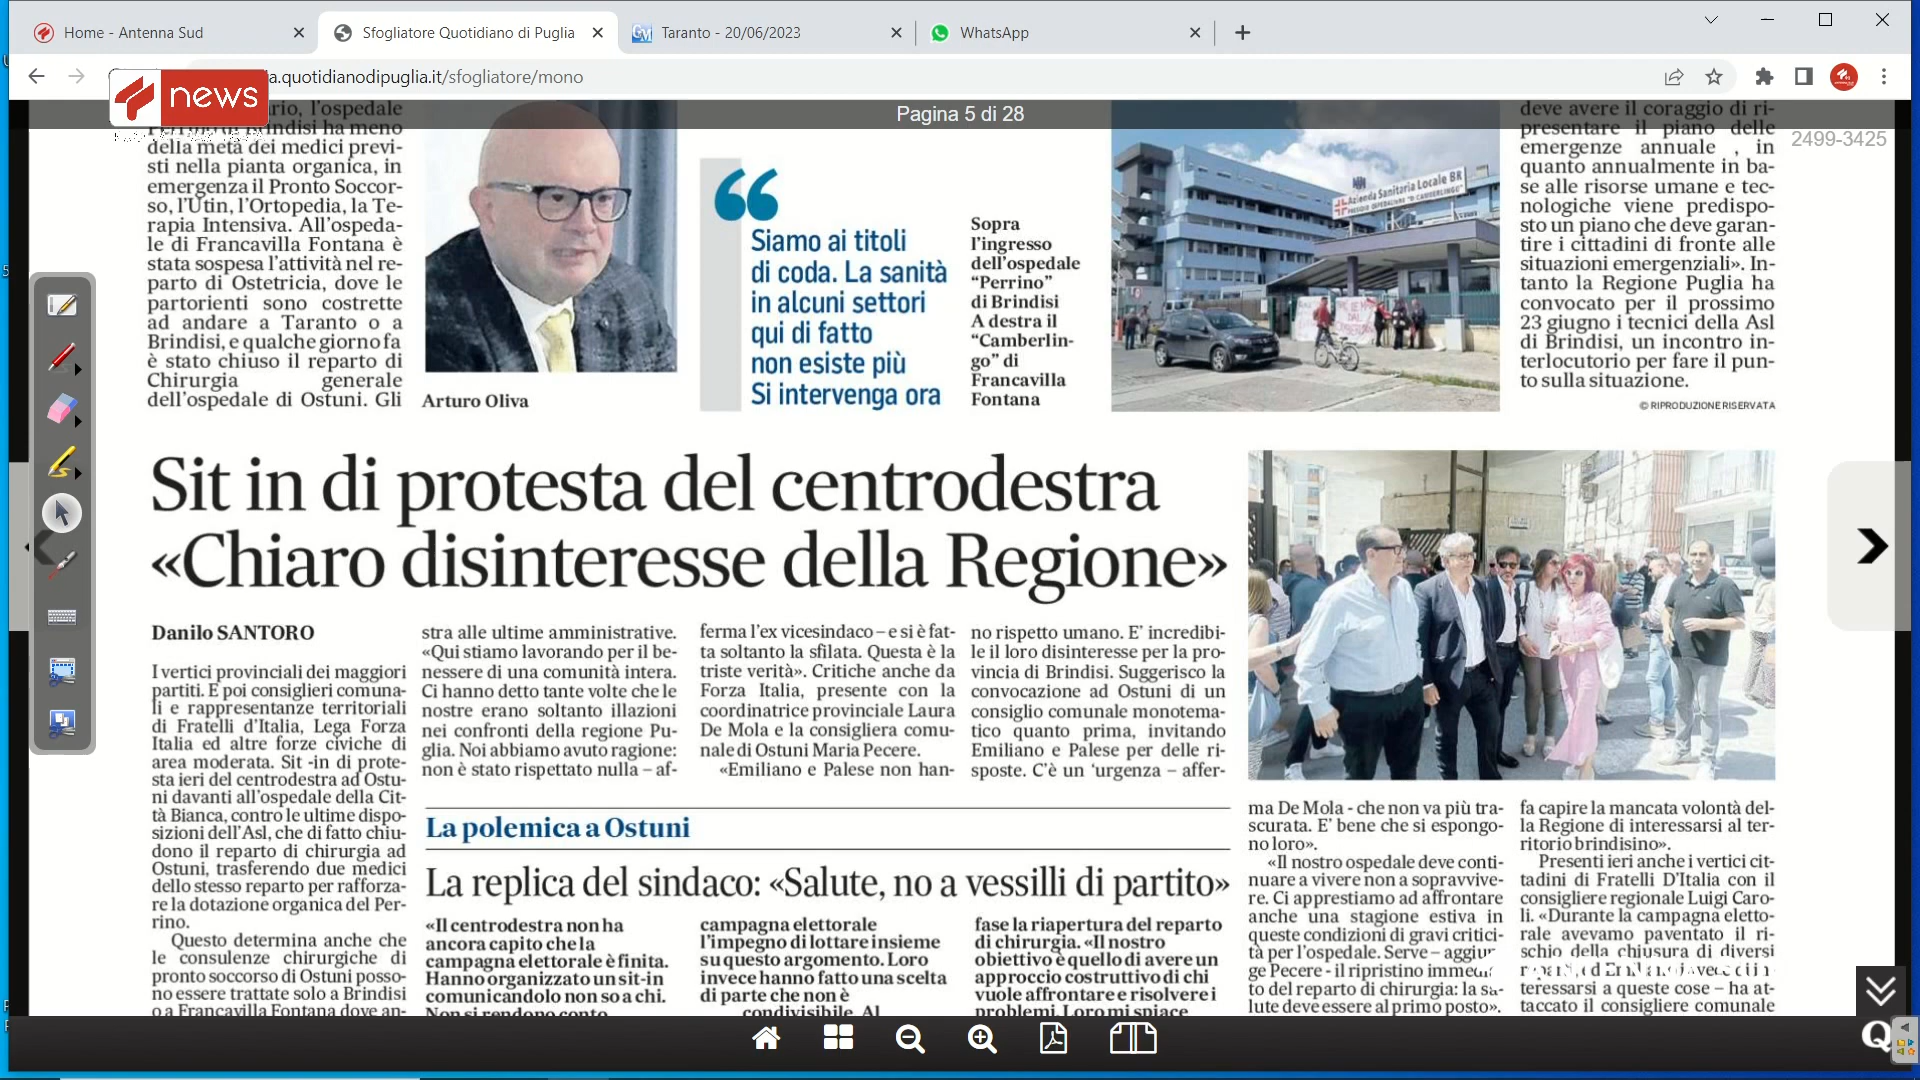 Home - Antenna Sud
Sfogliatore Quotidiano di Puglia
Taranto - 20/06/2023
WhatsApp
a.quotidianodipuglia.it/sfogliatore/mono
news
Pagina 5 di 28
2499-3425
ario, l'ospedale
Perrino di Brindisi ha meno
della metà dei medici previ-
sti nella pianta organica, in
emergenza il Pronto Soccor-
so, l'Utin, l'Ortopedia, la Te-
rapia Intensiva. All'ospeda-
le di Francavilla Fontana è
stata sospesa l'attività nel re-
parto di Ostetricia, dove le
partorienti sono costrette
ad andare a Taranto o a
Brindisi, e qualche giorno fa
è stato chiuso il reparto di
Chirurgia generale
dell'ospedale di Ostuni. Gli
Arturo Oliva
“
Siamo ai titoli
di coda. La sanità
in alcuni settori
qui di fatto
non esiste più
Si intervenga ora
Sopra
l'ingresso
dell'ospedale
“Perrino”
di Brindisi
A destra il
“Camberlin-
go” di
Francavilla
Fontana
Azienda Sanitaria Locale BR
deve avere il coraggio di ri-
presentare il piano delle
emergenze annuale , in
quanto annualmente in ba-
se alle risorse umane e tec-
nologiche viene predispo-
sto un piano che deve garan-
tire i cittadini di fronte alle
situazioni emergenziali». In-
tanto la Regione Puglia ha
convocato per il prossimo
23 giugno i tecnici della Asl
di Brindisi, un incontro in-
terlocutorio per fare il pun-
to sulla situazione.
© RIPRODUZIONE RISERVATA
Sit in di protesta del centrodestra
«Chiaro disinteresse della Regione»
Danilo SANTORO
I vertici provinciali dei maggiori
partiti. E poi consiglieri comuna-
li e rappresentanze territoriali
di Fratelli d'Italia, Lega Forza
Italia ed altre forze civiche di
area moderata. Sit -in di prote-
sta ieri del centrodestra ad Ostu-
ni davanti all'ospedale della Cit-
tà Bianca, contro le ultime dispo-
sizioni dell'Asl, che di fatto chiu-
dono il reparto di chirurgia ad
Ostuni, trasferendo due medici
dello stesso reparto per rafforza-
re la dotazione organica del Per-
rino.
Questo determina anche che
le consulenze chirurgiche di
pronto soccorso di Ostuni posso-
no essere trattate solo a Brindisi
o a Francavilla Fontana dove an-
stra alle ultime amministrative.
«Qui stiamo lavorando per il be-
nessere di una comunità intera.
Ci hanno detto tante volte che le
nostre erano soltanto illazioni
nei confronti della regione Pu-
glia. Noi abbiamo avuto ragione:
non è stato rispettato nulla – af-
ferma l'ex vicesindaco – e si è fat-
ta soltanto la sfilata. Questa è la
triste verità». Critiche anche da
Forza Italia, presente con la
coordinatrice provinciale Laura
De Mola e la consigliera comu-
nale di Ostuni Maria Pecere.
«Emiliano e Palese non han-
no rispetto umano. E' incredibi-
le il loro disinteresse per la pro-
vincia di Brindisi. Suggerisco la
convocazione ad Ostuni di un
consiglio comunale monotema-
tico quanto prima, invitando
Emiliano e Palese per delle ri-
sposte. C'è un 'urgenza – affer-
ma De Mola - che non va più tra-
scurata. E' bene che si espongo-
no loro».
«Il nostro ospedale deve conti-
nuare a vivere non a sopravvive-
re. Ci apprestiamo ad affrontare
anche una stagione estiva in
queste condizioni di gravi critici-
tà per l'ospedale. Serve – aggiun-
ge Pecere - il ripristino immedia-
to del reparto di chirurgia: la sa-
lute deve essere al primo posto».
fa capire la mancata volontà del-
la Regione di interessarsi al ter-
ritorio brindisino».
Presenti ieri anche i vertici cit-
tadini di Fratelli D'Italia con il
consigliere regionale Luigi Caro-
li. «Durante la campagna eletto-
rale avevamo paventato il ri-
schio della chiusura di diversi
teressarsi a queste cose – ha at-
taccato il consigliere comunale
La polemica a Ostuni
La replica del sindaco: «Salute, no a vessilli di partito»
«Il centrodestra non ha
ancora capito che la
campagna elettorale è finita.
Hanno organizzato un sit-in
comunicandolo non so a chi.
Non si rendono conto
campagna elettorale
l'impegno di lottare insieme
su questo argomento. Loro
invece hanno fatto una scelta
di parte che non è
condivisibile. Al
fase la riapertura del reparto
di chirurgia. «Il nostro
obiettivo è quello di avere un
approccio costruttivo di chi
vuole affrontare e risolvere i
problemi. Loro mi spiace